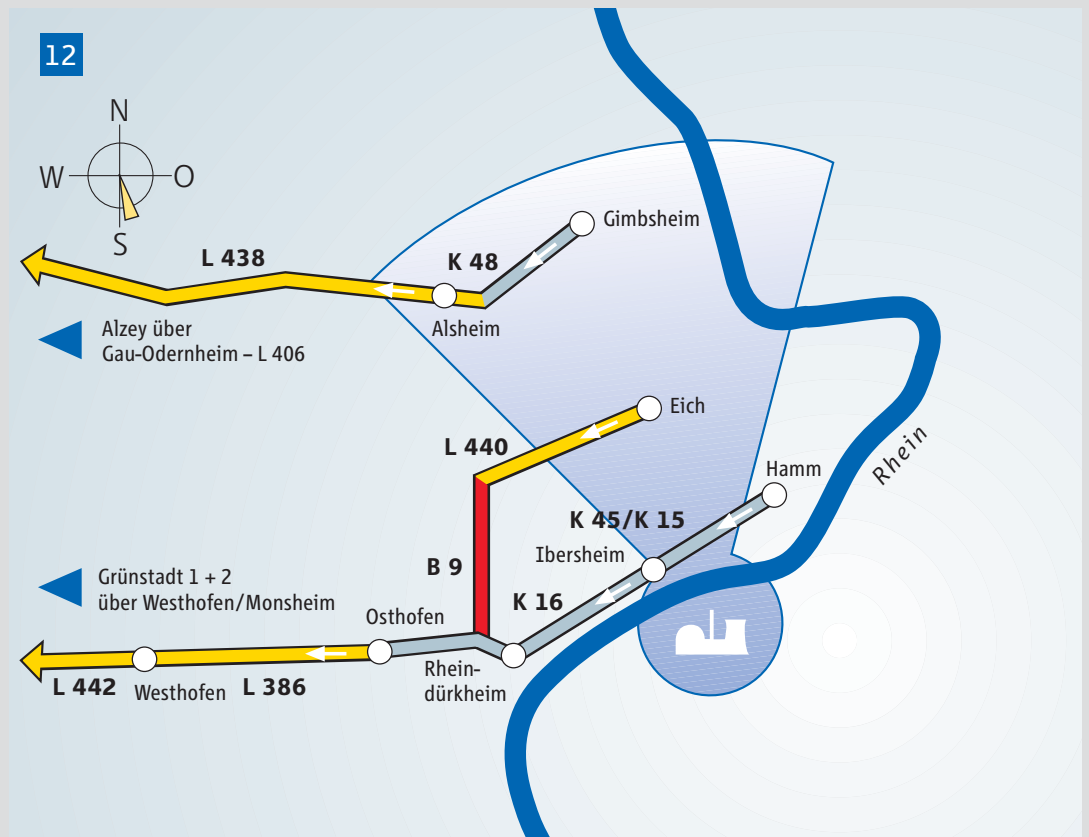 12
N
W
O
S
Gimbsheim
L 438
K 48
Alzey über
Gau-Odernheim – L 406
Alsheim
Eich
L 440
Rhein
Hamm
K 45/K 15
Ibersheim
B 9
Grünstadt 1 + 2
über Westhofen/Monsheim
K 16
Osthofen
Rhein-
dürkheim
L 442
Westhofen
L 386